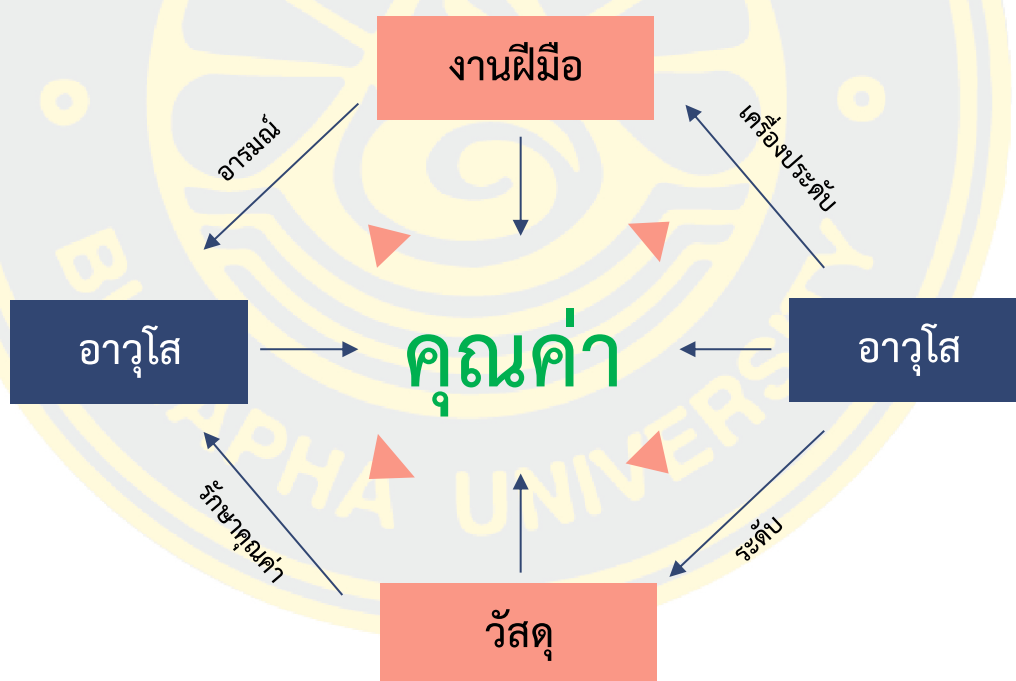 งานฝีมือ
อารมณ์
เครื่องประดับ
อาวุโส
คุณค่า
อาวุโส
รักษาคุณค่า
ระดับ
วัสดุ
BURAPHA UNIVERSITY